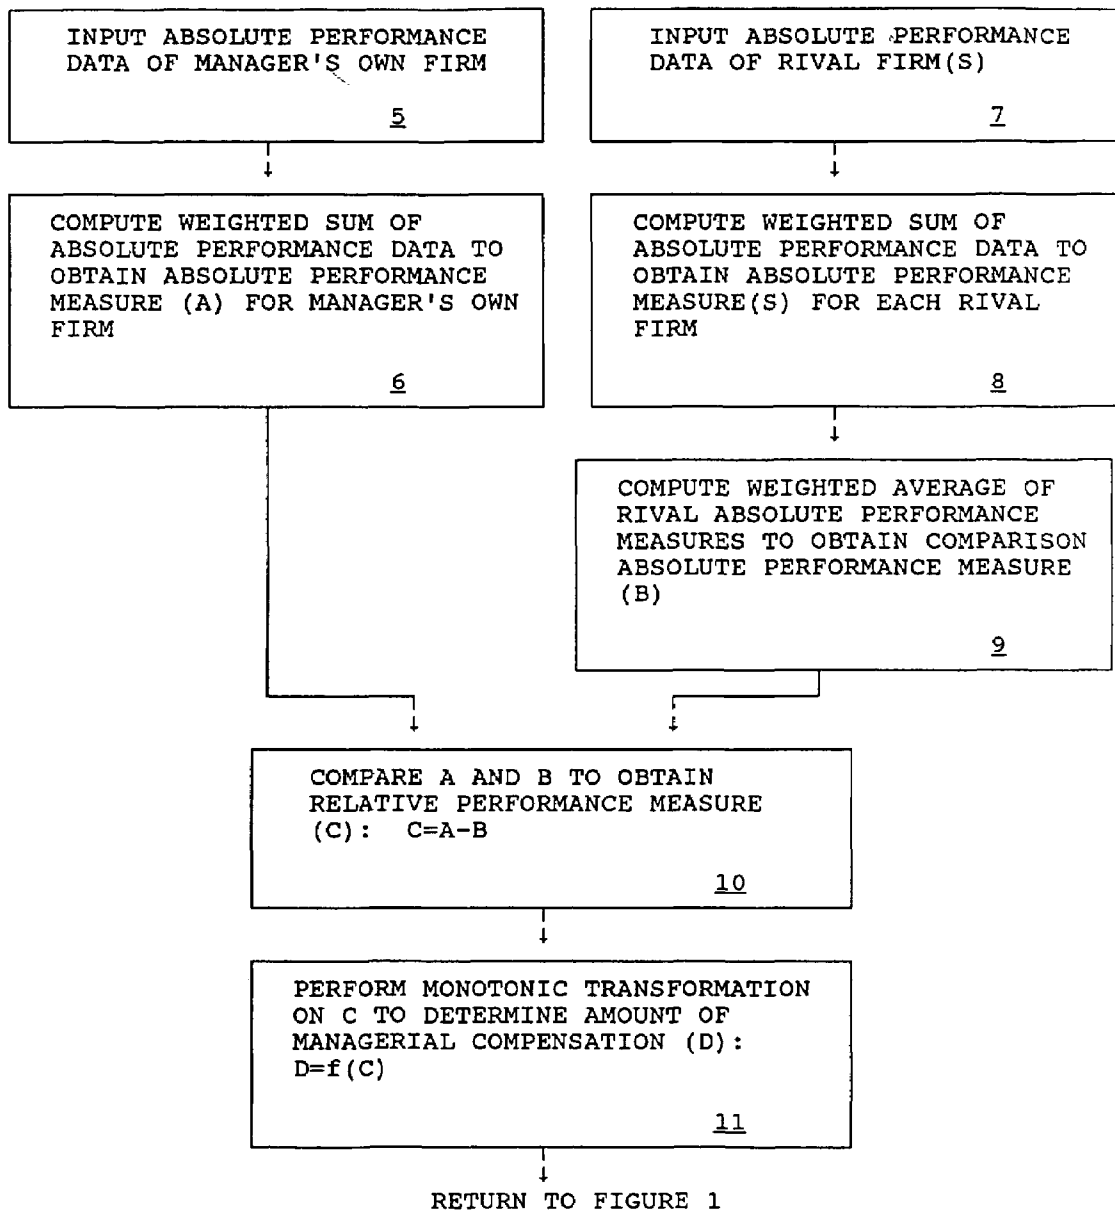 INPUT ABSOLUTE PERFORMANCE
DATA OF MANAGER'S OWN FIRM
5
INPUT ABSOLUTE PERFORMANCE
DATA OF RIVAL FIRM(S)
7
COMPUTE WEIGHTED SUM OF
ABSOLUTE PERFORMANCE DATA TO
OBTAIN ABSOLUTE PERFORMANCE
MEASURE (A) FOR MANAGER'S OWN
FIRM
6
COMPUTE WEIGHTED SUM OF
ABSOLUTE PERFORMANCE DATA TO
OBTAIN ABSOLUTE PERFORMANCE
MEASURE(S) FOR EACH RIVAL
FIRM
8
COMPUTE WEIGHTED AVERAGE OF
RIVAL ABSOLUTE PERFORMANCE
MEASURES TO OBTAIN COMPARISON
ABSOLUTE PERFORMANCE MEASURE
(B)
9
COMPARE A AND B TO OBTAIN
RELATIVE PERFORMANCE MEASURE
(C): C=A-B
10
PERFORM MONOTONIC TRANSFORMATION
ON C TO DETERMINE AMOUNT OF
MANAGERIAL COMPENSATION (D):
D=f(C)
11
RETURN TO FIGURE 1